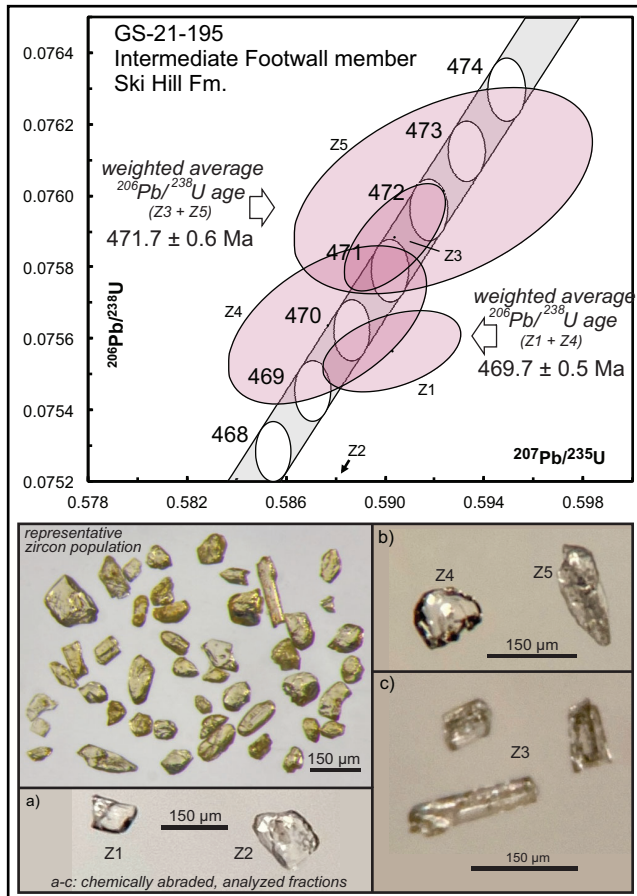 GS-21-195
Intermediate Footwall member
Ski Hill Fm.
0.0764
0.0762
0.0760
0.0758
0.0756
0.0754
0.0752
206Pb/238U
474
473
472
471
470
469
468
Z5
Z3
Z4
Z1
Z2
weighted average
206Pb/238U age
(Z3 + Z5)
471.7 ± 0.6 Ma
weighted average
206Pb/238U age
(Z1 + Z4)
469.7 ± 0.5 Ma
207Pb/235U
0.578
0.582
0.586
0.590
0.594
0.598
representative
zircon population
150 µm
a)
150 µm
Z1
Z2
a-c: chemically abraded, analyzed fractions
b)
Z4
Z5
150 µm
c)
Z3
150 µm